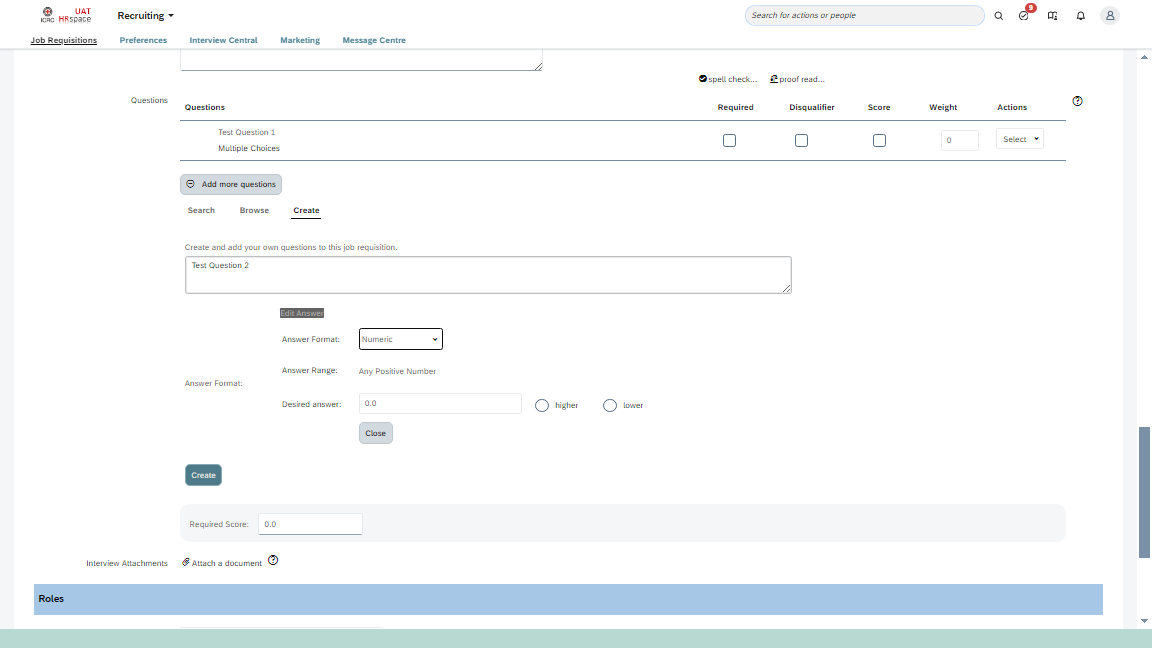 ICRC UAT HRspace
Recruiting
Search for actions or people
9
Job Requisitions Preferences Interview Central Marketing Message Centre
spell check... proof read...
Questions
Questions Required Disqualifier Score Weight Actions
Test Question 1
Multiple Choices
0
Select
Add more questions
Search Browse Create
Create and add your own questions to this job requisition.
Test Question 2
Edit Answer
Answer Format: Numeric
Answer Range: Any Positive Number
Answer Format:
Desired answer: 0.0 higher lower
Close
Create
Required Score: 0.0
Interview Attachments Attach a document
Roles